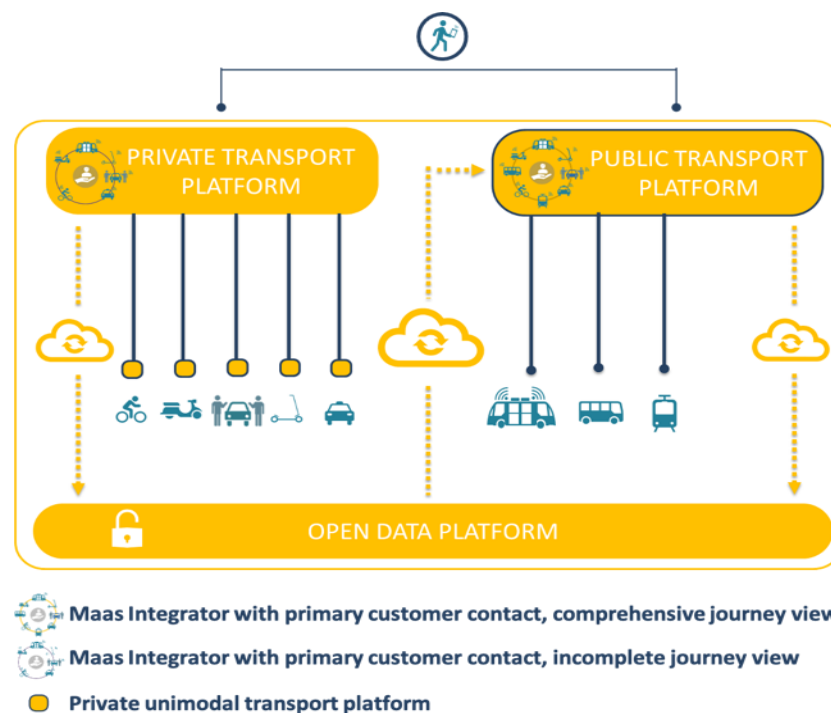 PRIVATE TRANSPORT
PLATFORM
PUBLIC TRANSPORT
PLATFORM
OPEN DATA PLATFORM
Maas Integrator with primary customer contact, comprehensive journey view
Maas Integrator with primary customer contact, incomplete journey view
Private unimodal transport platform